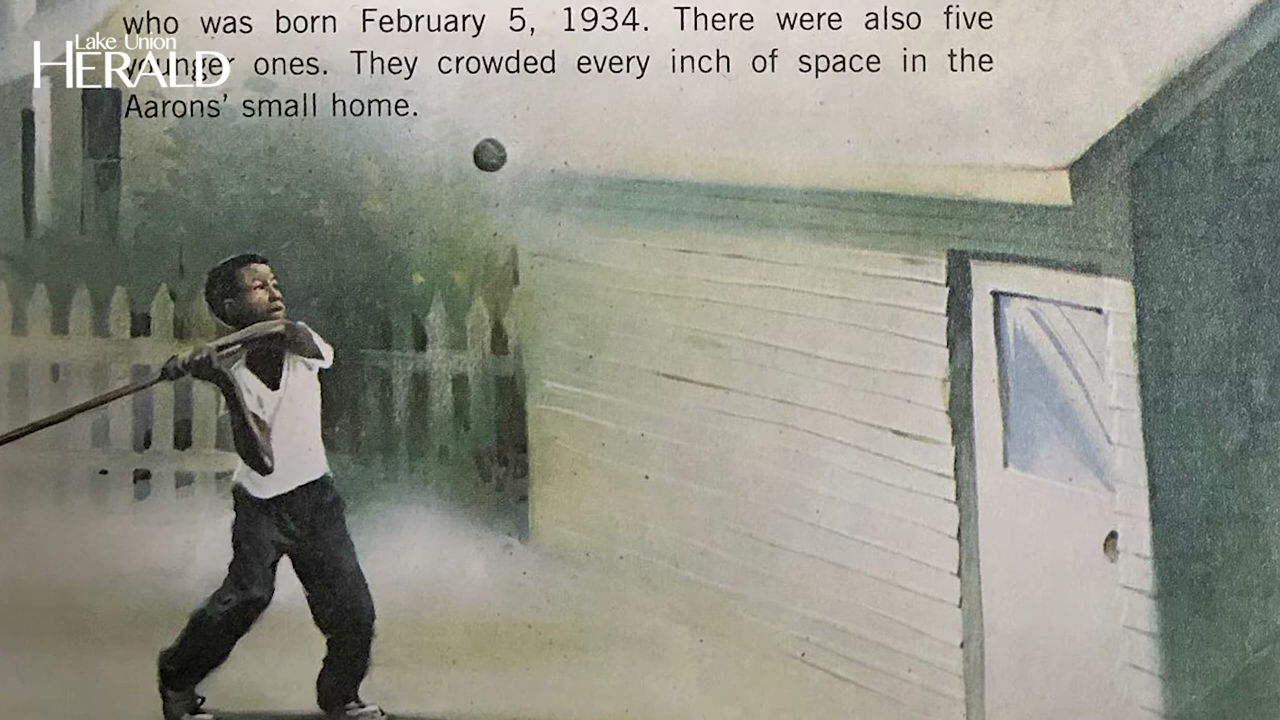 who was born February 5, 1934. There were also five
younger ones. They crowded every inch of space in the
Aarons' small home.
Lake Union
HERALD